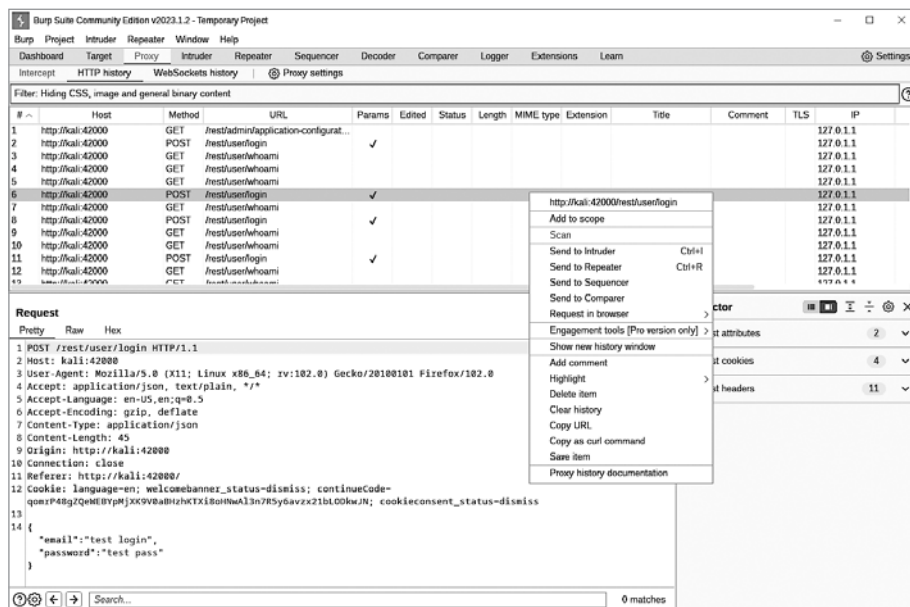 Burp Suite Community Edition v2023.1.2 - Temporary Project
Burp Project Intruder Repeater Window Help
Dashboard Target Proxy Intruder Repeater Sequencer Decoder Comparer Logger Extensions Learn Settings
Intercept HTTP history WebSockets history Proxy settings
Filter: Hiding CSS, image and general binary content
# Host Method URL Params Edited Status Length MIME type Extension Title Comment TLS IP
1 http://kali:42000 GET /rest/admin/application-configurat... 127.0.1.1
2 http://kali:42000 POST /rest/user/login ✓ 127.0.1.1
3 http://kali:42000 GET /rest/user/whoami 127.0.1.1
4 http://kali:42000 GET /rest/user/whoami 127.0.1.1
5 http://kali:42000 GET /rest/user/whoami 127.0.1.1
6 http://kali:42000 POST /rest/user/login ✓ 127.0.1.1
7 http://kali:42000 GET /rest/user/whoami 127.0.1.1
8 http://kali:42000 POST /rest/user/login ✓ 127.0.1.1
9 http://kali:42000 GET /rest/user/whoami 127.0.1.1
10 http://kali:42000 GET /rest/user/whoami 127.0.1.1
11 http://kali:42000 POST /rest/user/login ✓ 127.0.1.1
12 http://kali:42000 GET /rest/user/whoami 127.0.1.1
http://kali:42000/rest/user/login
Add to scope
Scan
Send to Intruder Ctrl+I
Send to Repeater Ctrl+R
Send to Sequencer
Send to Comparer
Request in browser
Engagement tools [Pro version only]
Show new history window
Add comment
Highlight
Delete item
Clear history
Copy URL
Copy as curl command
Save item
Proxy history documentation
Request
Pretty Raw Hex
1 POST /rest/user/login HTTP/1.1
2 Host: kali:42000
3 User-Agent: Mozilla/5.0 (X11; Linux x86_64; rv:102.0) Gecko/20100101 Firefox/102.0
4 Accept: application/json, text/plain, */*
5 Accept-Language: en-US,en;q=0.5
6 Accept-Encoding: gzip, deflate
7 Content-Type: application/json
8 Content-Length: 45
9 Origin: http://kali:42000
10 Connection: close
11 Referer: http://kali:42000/
12 Cookie: language=en; welcomebanner_status=dismiss; continueCode=
cookieconsent_status=dismiss
13
14 {
"email":"test login",
"password":"test pass"
}
ctor
st attributes 2
st cookies 4
st headers 11
Search... 0 matches